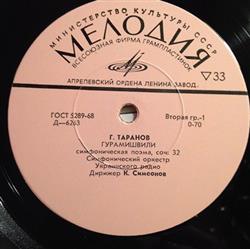 МИНИСТЕРСТВО КУЛЬТУРЫ СССР
МЕЛОДИЯ
ВСЕСОЮЗНАЯ ФИРМА ГРАМПЛАСТИНОК
▽33
АПРЕЛЕВСКИЙ ОРДЕНА ЛЕНИНА ЗАВОД
ГОСТ 5289-68
Д—6263
Вторая гр.-1
0-70
Г. ТАРАНОВ
ГУРАМИШВИЛИ
симфоническая поэма, соч. 32
Симфонический оркестр
Украинского радио
Дирижер К. Симеонов